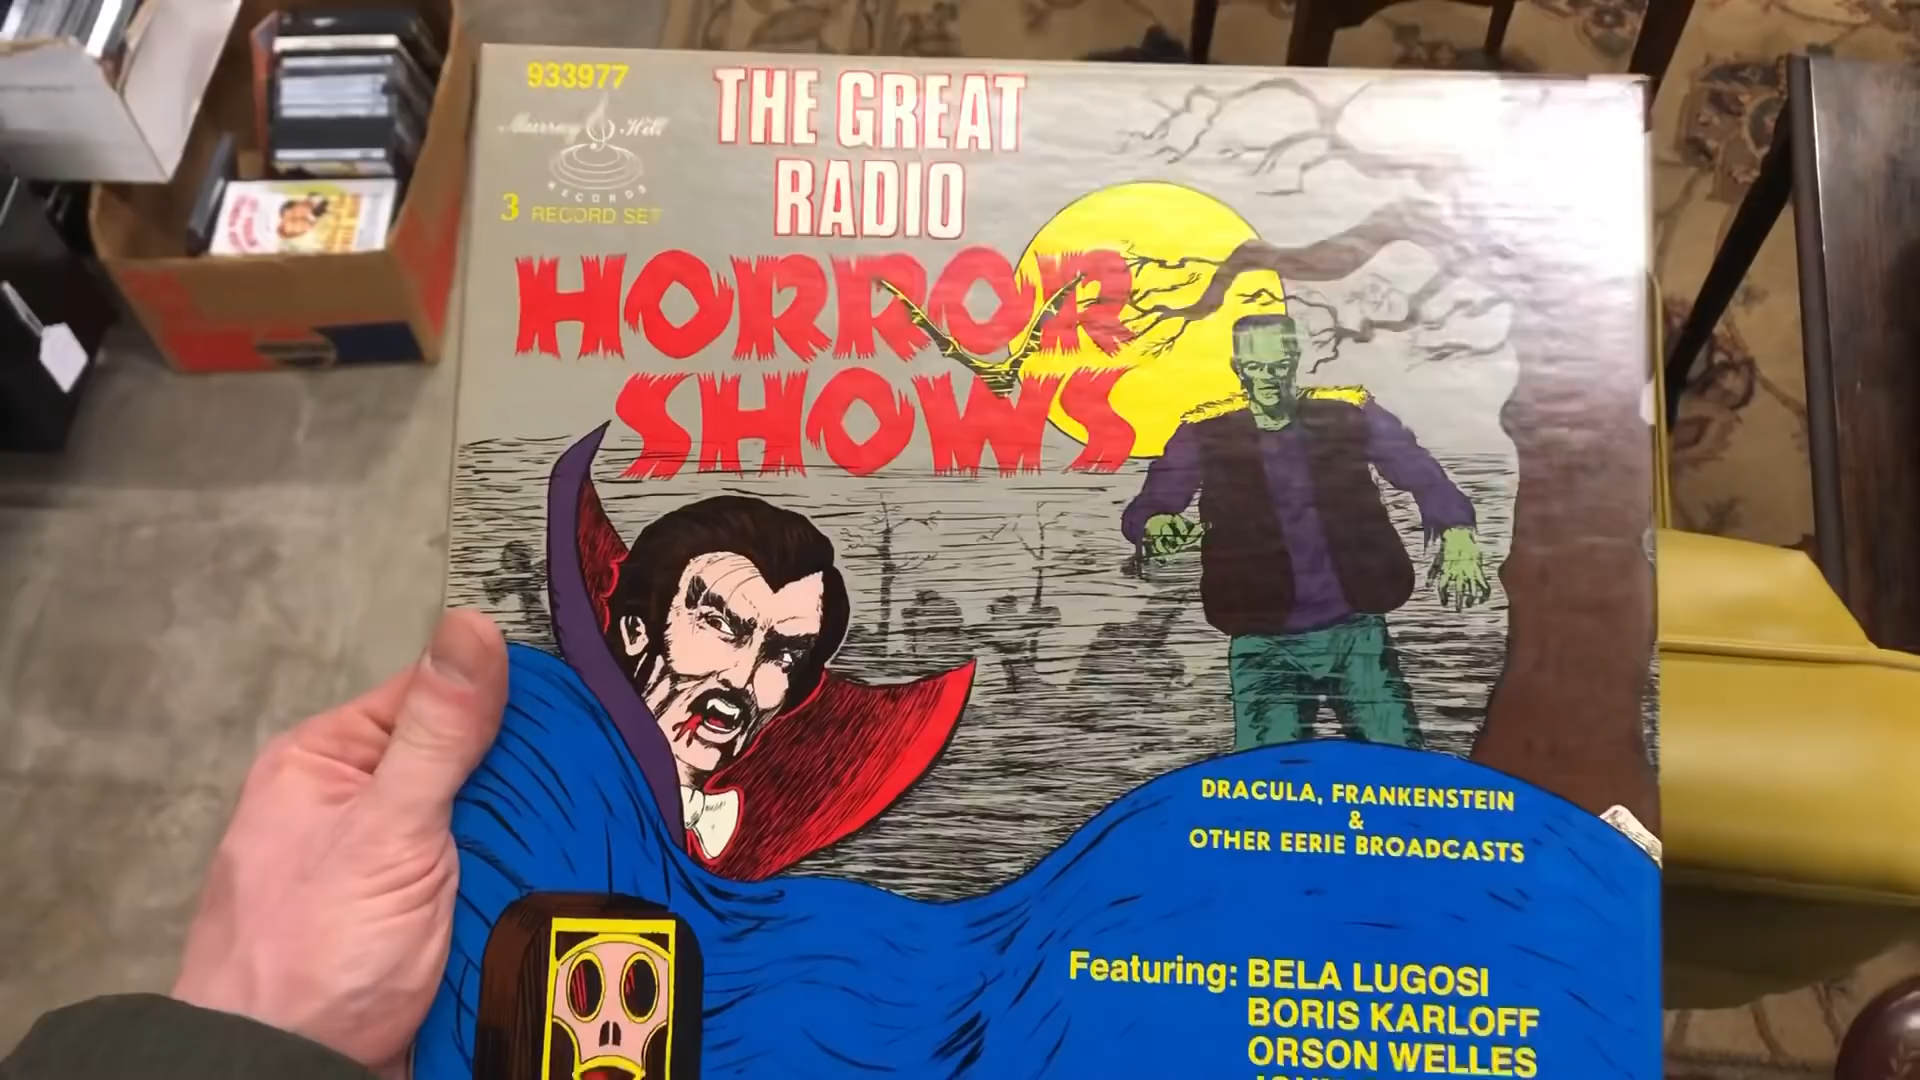 933977
Murray Hill
RECORDS
3 RECORD SET
THE GREAT
RADIO
HORROR
SHOWS
DRACULA, FRANKENSTEIN
&
OTHER EERIE BROADCASTS
Featuring: BELA LUGOSI
BORIS KARLOFF
ORSON WELLES